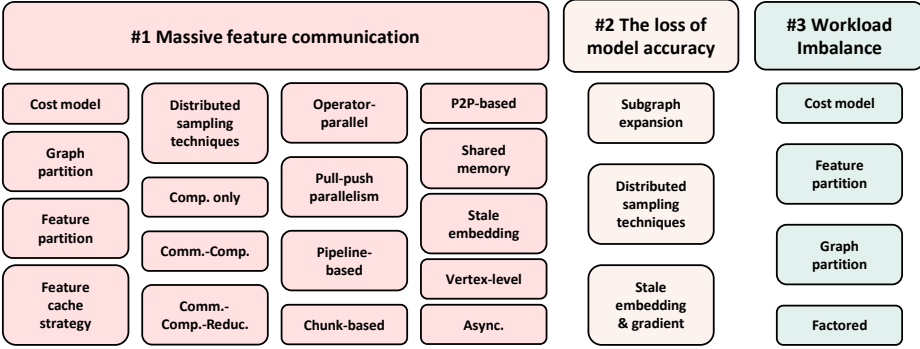 #1 Massive feature communication
#2 The loss of
model accuracy
#3 Workload
Imbalance
Cost model
Graph
partition
Feature
partition
Feature
cache
strategy
Distributed
sampling
techniques
Comp. only
Comm.-Comp.
Comm.-
Comp.-Reduc.
Operator-
parallel
Pull-push
parallelism
Pipeline-
based
Chunk-based
P2P-based
Shared
memory
Stale
embedding
Vertex-level
Async.
Subgraph
expansion
Distributed
sampling
techniques
Stale
embedding
& gradient
Cost model
Feature
partition
Graph
partition
Factored